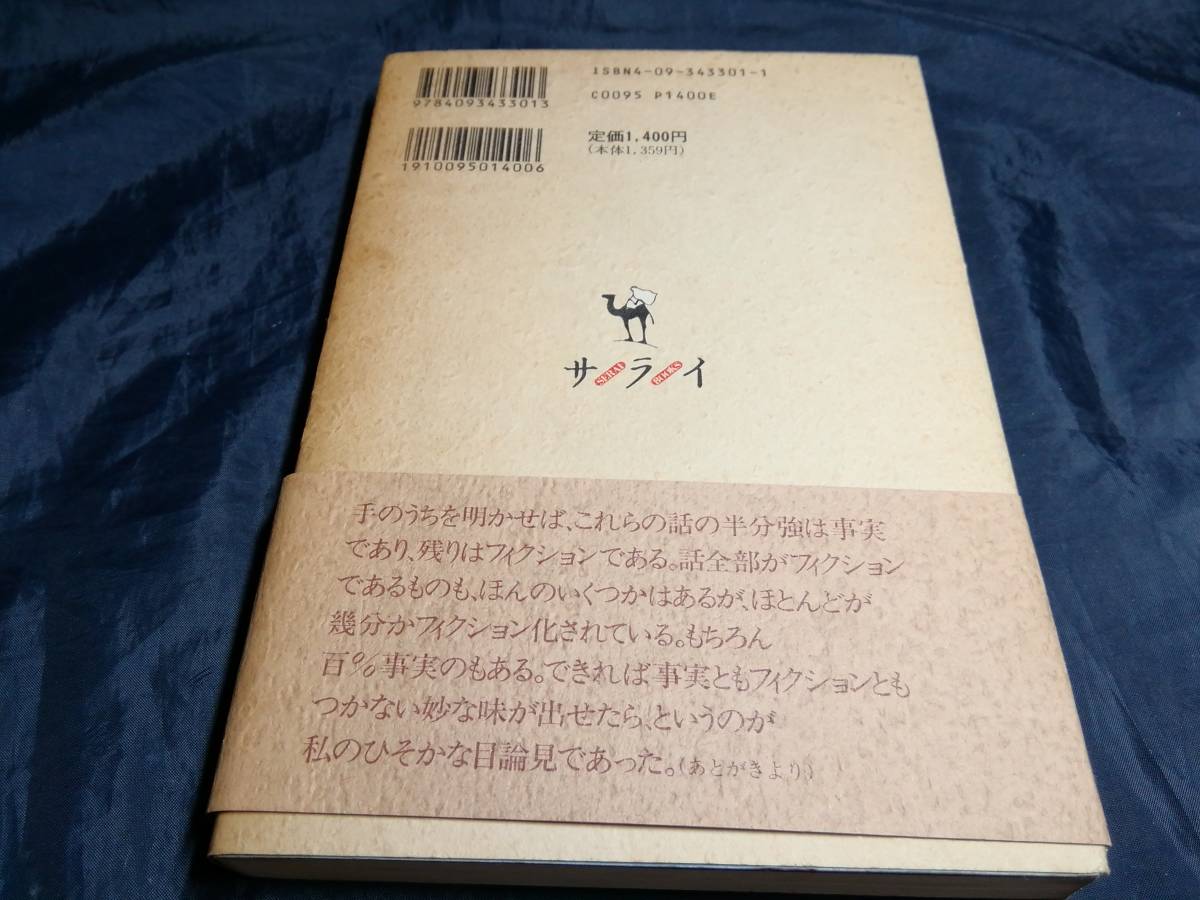 9784093433013
ISBN4-09-343301-1
C0095 P1400E
1910095014006
定価1,400円
(本体1,359円)
サライ
SERAI BOOKS
手のうちを明かせば、これらの話の半分強は事実
であり、残りはフィクションである。話全部がフィクション
であるものも、ほんのいくつかはあるが、ほとんどが
幾分かフィクション化されている。もちろん
百%事実のもある。できれば事実ともフィクションとも
つかない妙な味が出せたら、というのが
私のひそかな目論見であった。(あとがきより)